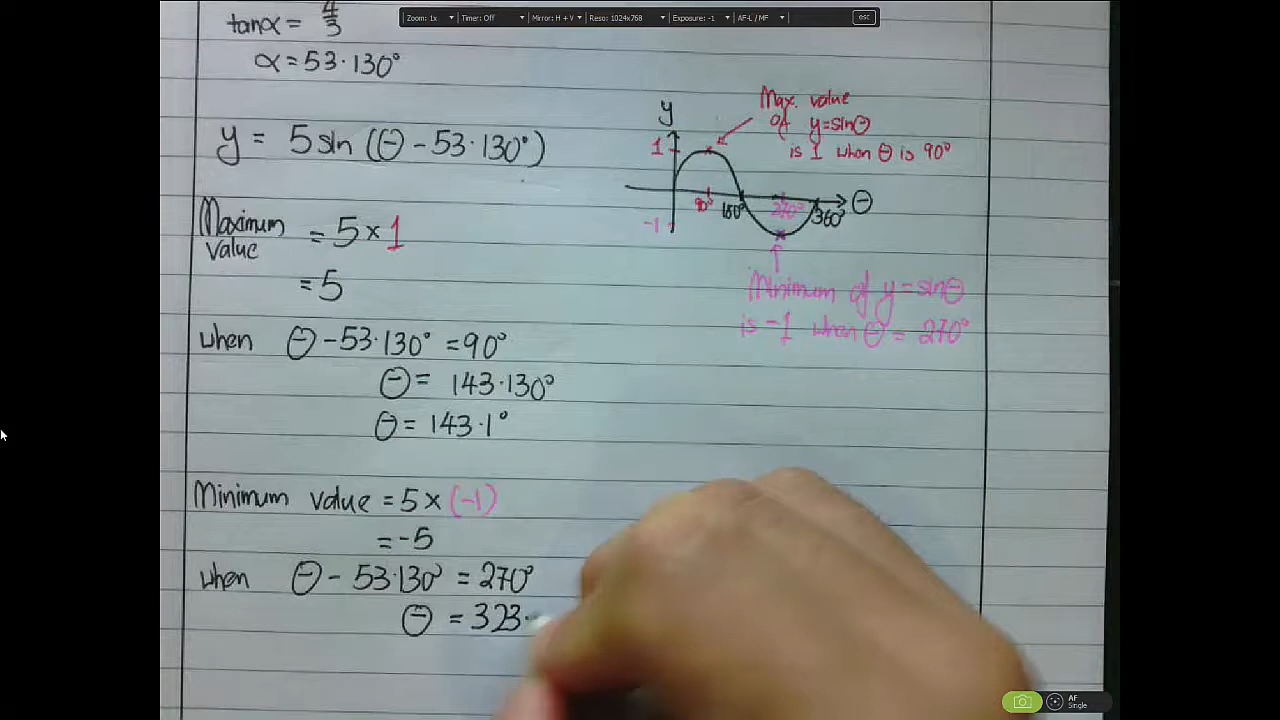 Zoom: 1x Timer: Off Mirror: H + V Reso: 1024x768 Exposure: -1 AF-L / MF esc
tanα = 4/3
α = 53.130°
y = 5 sin (θ - 53.130°)
Maximum value = 5 × 1
= 5
when θ - 53.130° = 90°
θ = 143.130°
θ = 143.1°
Minimum value = 5 × (-1)
= -5
when θ - 53.130° = 270°
θ = 323.
y
Max. value
of y = sinθ
is 1 when θ is 90°
1
90° 180° 270° 360° θ
-1
Minimum of y = sinθ
is -1 when θ = 270°
AF
Single